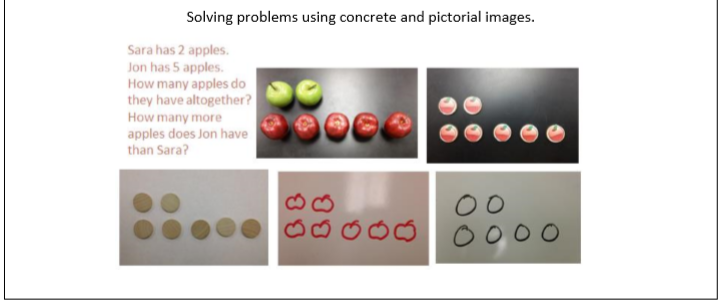 Solving problems using concrete and pictorial images.
Sara has 2 apples.
Jon has 5 apples.
How many apples do
they have altogether?
How many more
apples does Jon have
than Sara?